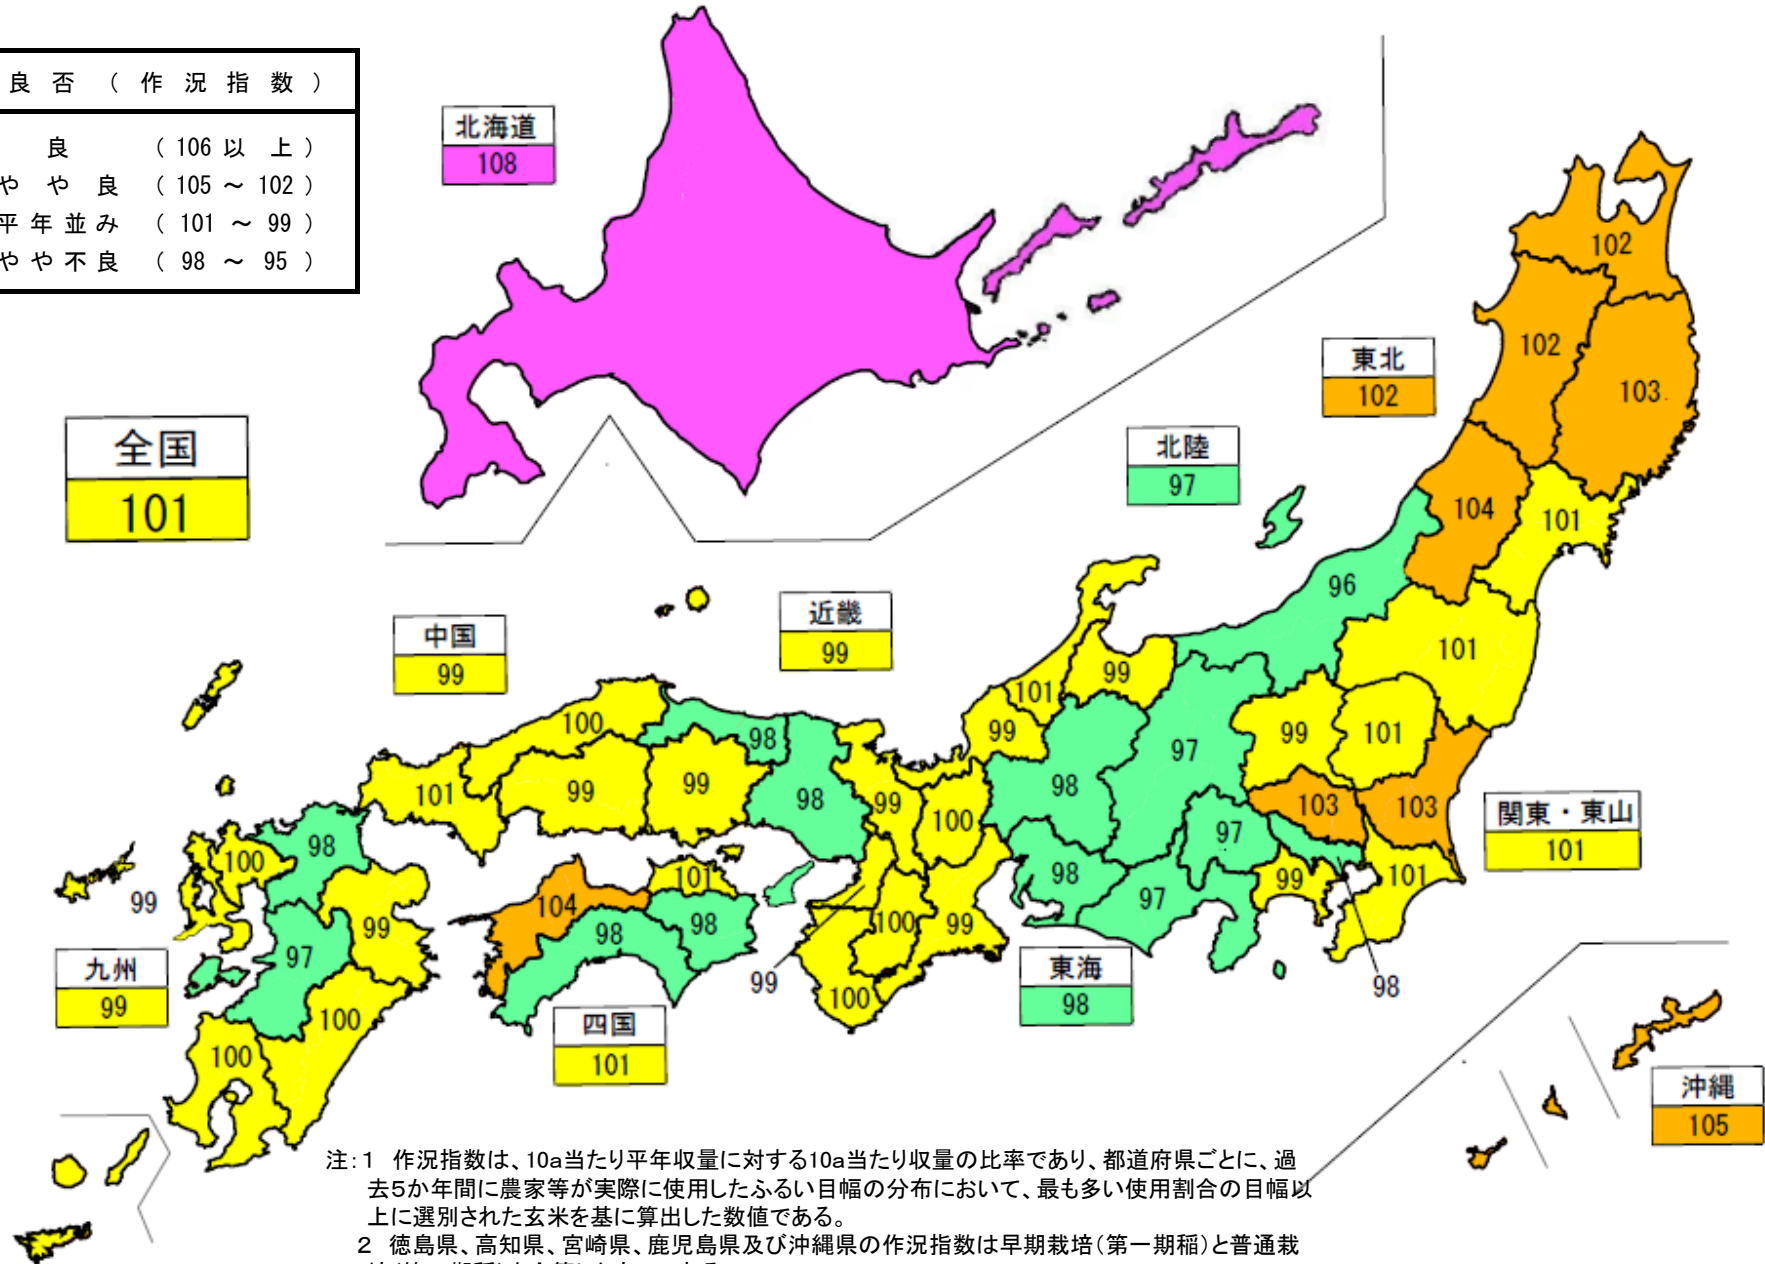 良 否 ( 作 況 指 数 )
良 ( 106 以 上 )
や や 良 ( 105 ～ 102 )
平 年 並 み ( 101 ～ 99 )
や や 不 良 ( 98 ～ 95 )
北海道
108
全国
101
東北
102
北陸
97
中国
99
近畿
99
関東・東山
101
九州
99
四国
101
東海
98
沖縄
105
102
102
103
104
101
96
101
101
99
99
101
99
97
98
103
103
97
98
97
99
101
98
100
98
98
99
100
99
99
101
99
100
99
100
99
101
104
98
98
98
100
99
99
97
100
100
注：１　作況指数は、10a当たり平年収量に対する10a当たり収量の比率であり、都道府県ごとに、過
去５か年間に農家等が実際に使用したふるい目幅の分布において、最も多い使用割合の目幅以
上に選別された玄米を基に算出した数値である。
２　徳島県、高知県、宮崎県、鹿児島県及び沖縄県の作況指数は早期栽培（第一期稲）と普通栽